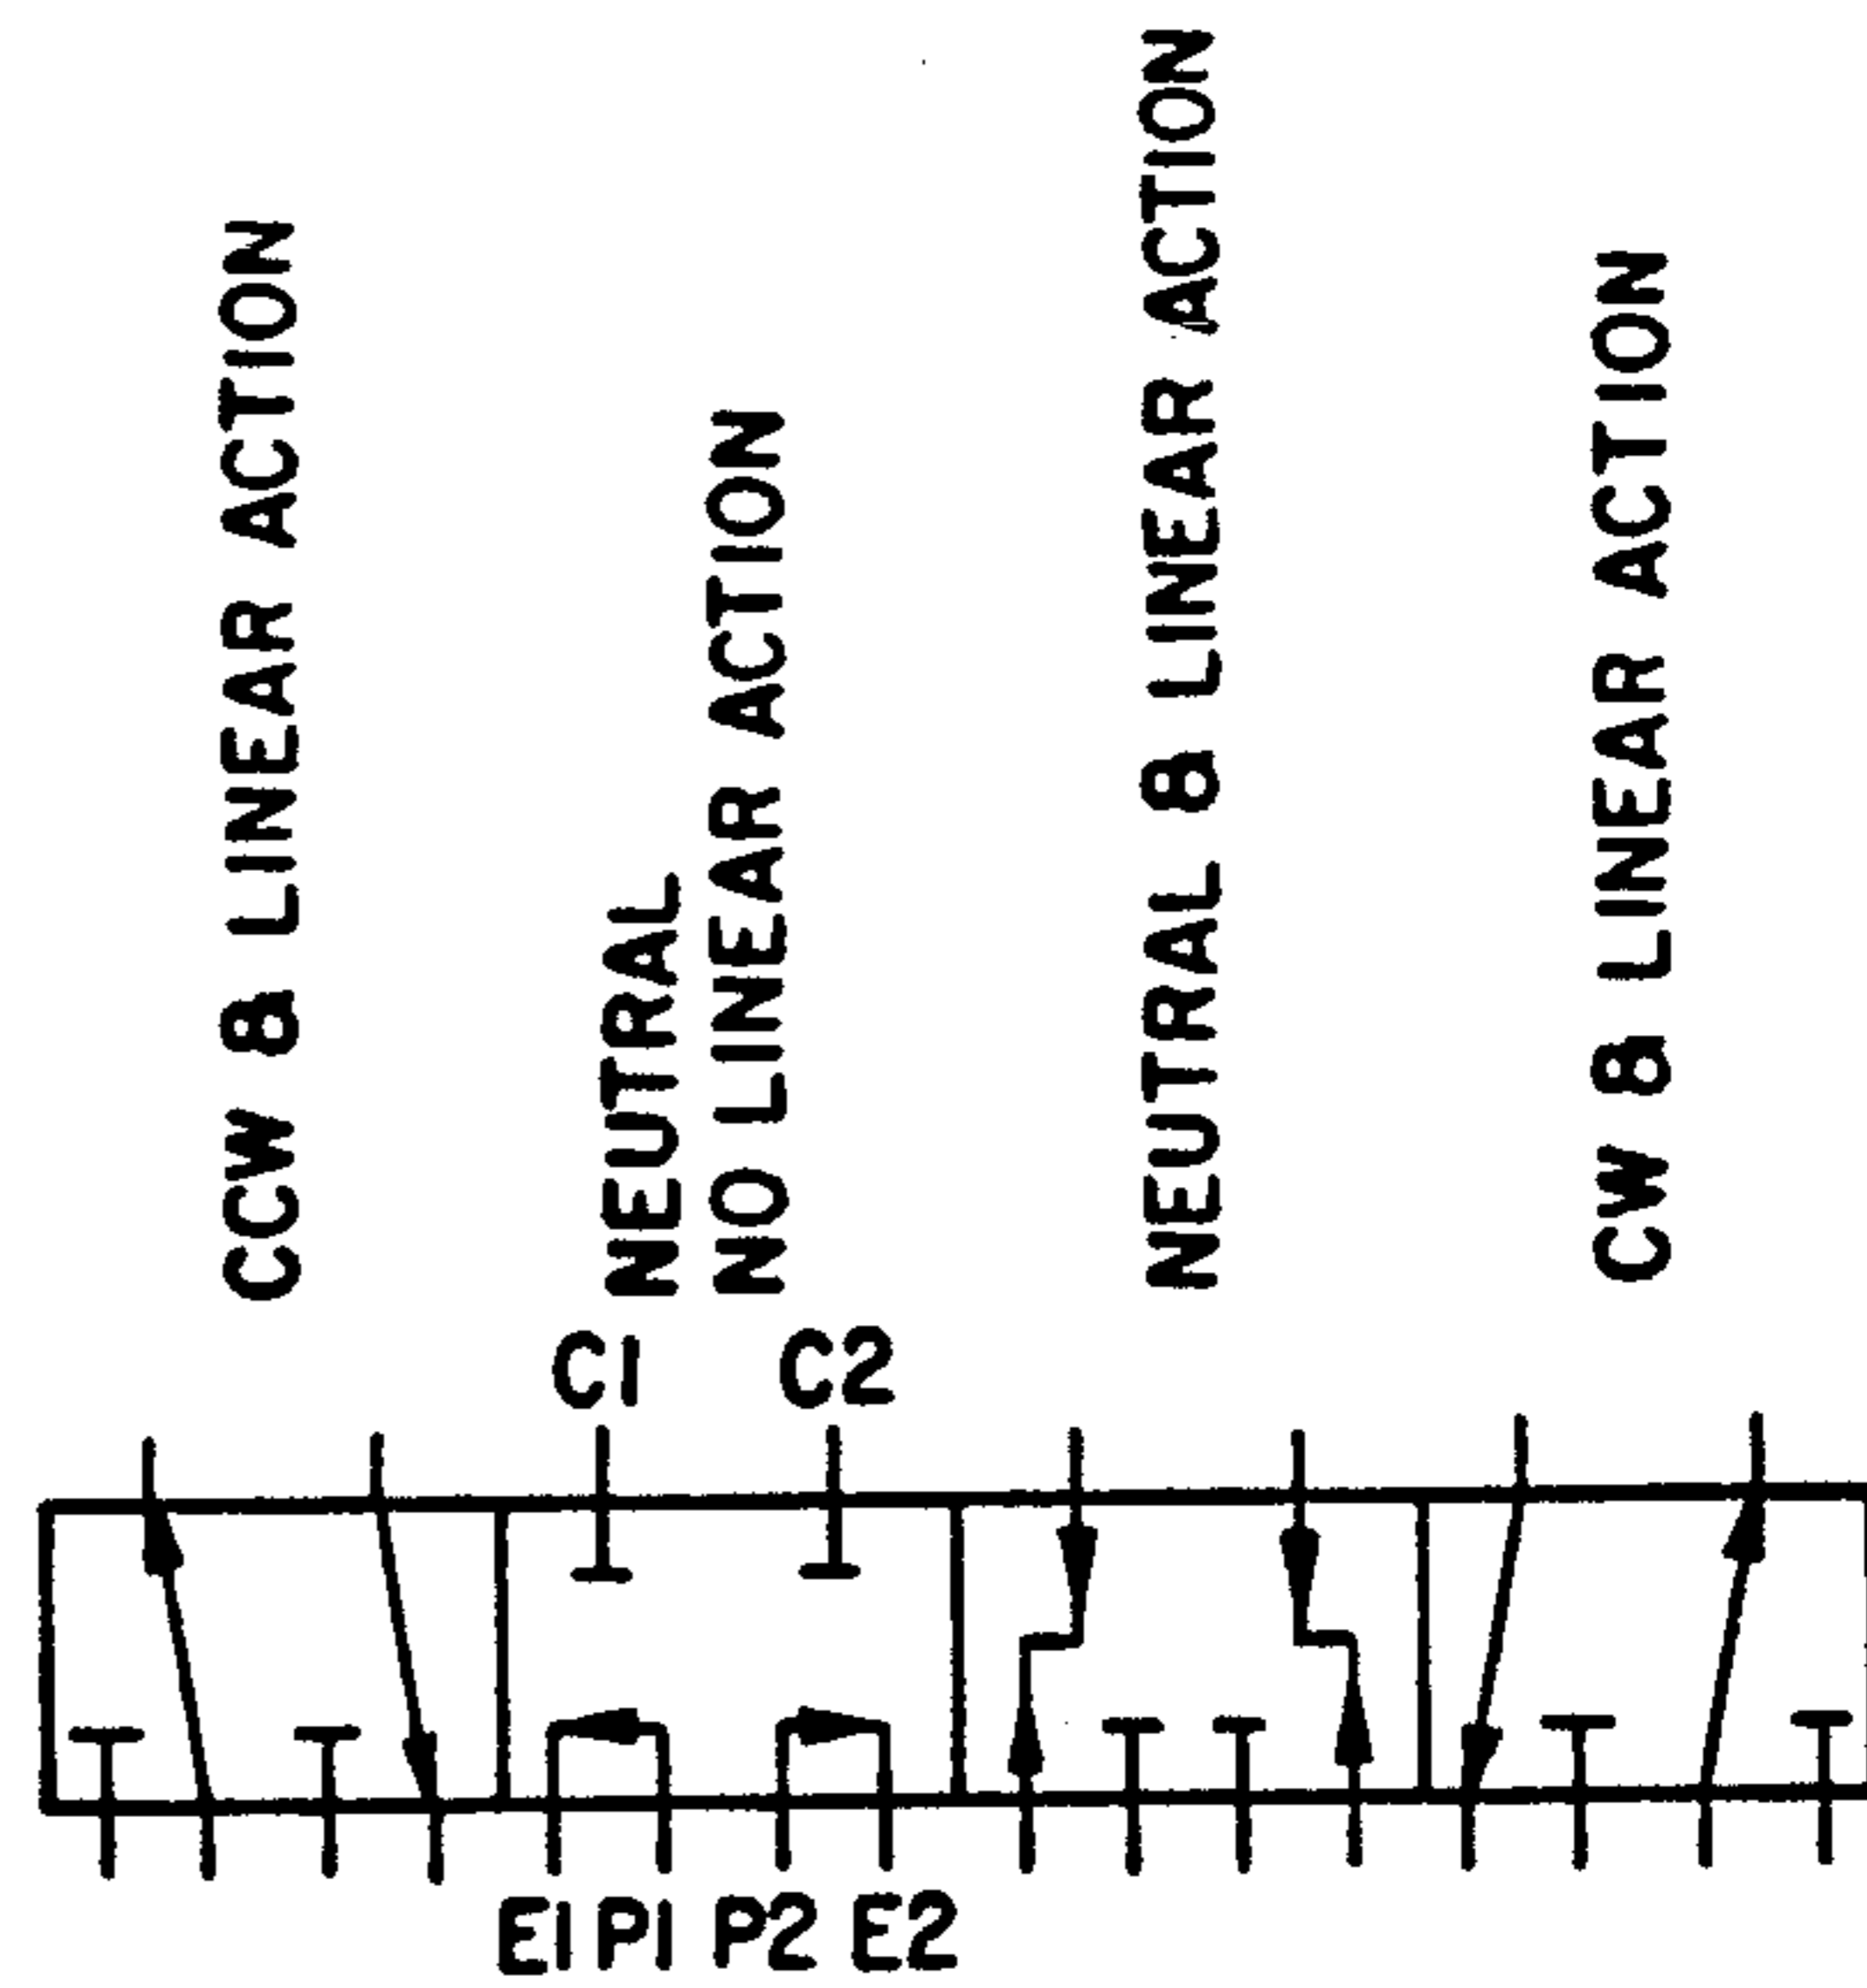 CCW & LINEAR ACTION
NEUTRAL
NO LINEAR ACTION
NEUTRAL & LINEAR ACTION
CW & LINEAR ACTION
C1 C2
E1 P1 P2 E2